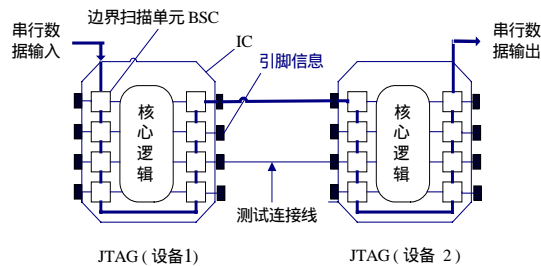 串行数
据输入
边界扫描单元 BSC
IC
引脚信息
串行数
据输出
核
心
逻
辑
核
心
逻
辑
测试连接线
JTAG ( 设备1)
JTAG ( 设备 2)